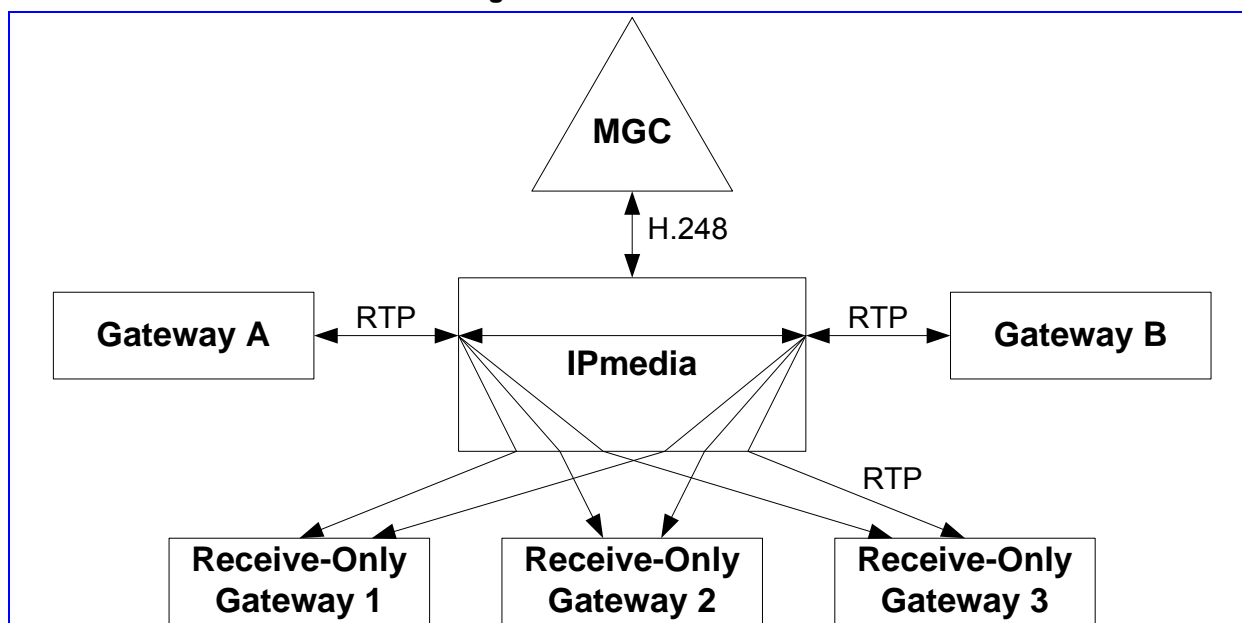 MGC
H.248
Gateway A
RTP
RTP
Gateway B
IPmedia
RTP
Receive-Only
Gateway 1
Receive-Only
Gateway 2
Receive-Only
Gateway 3